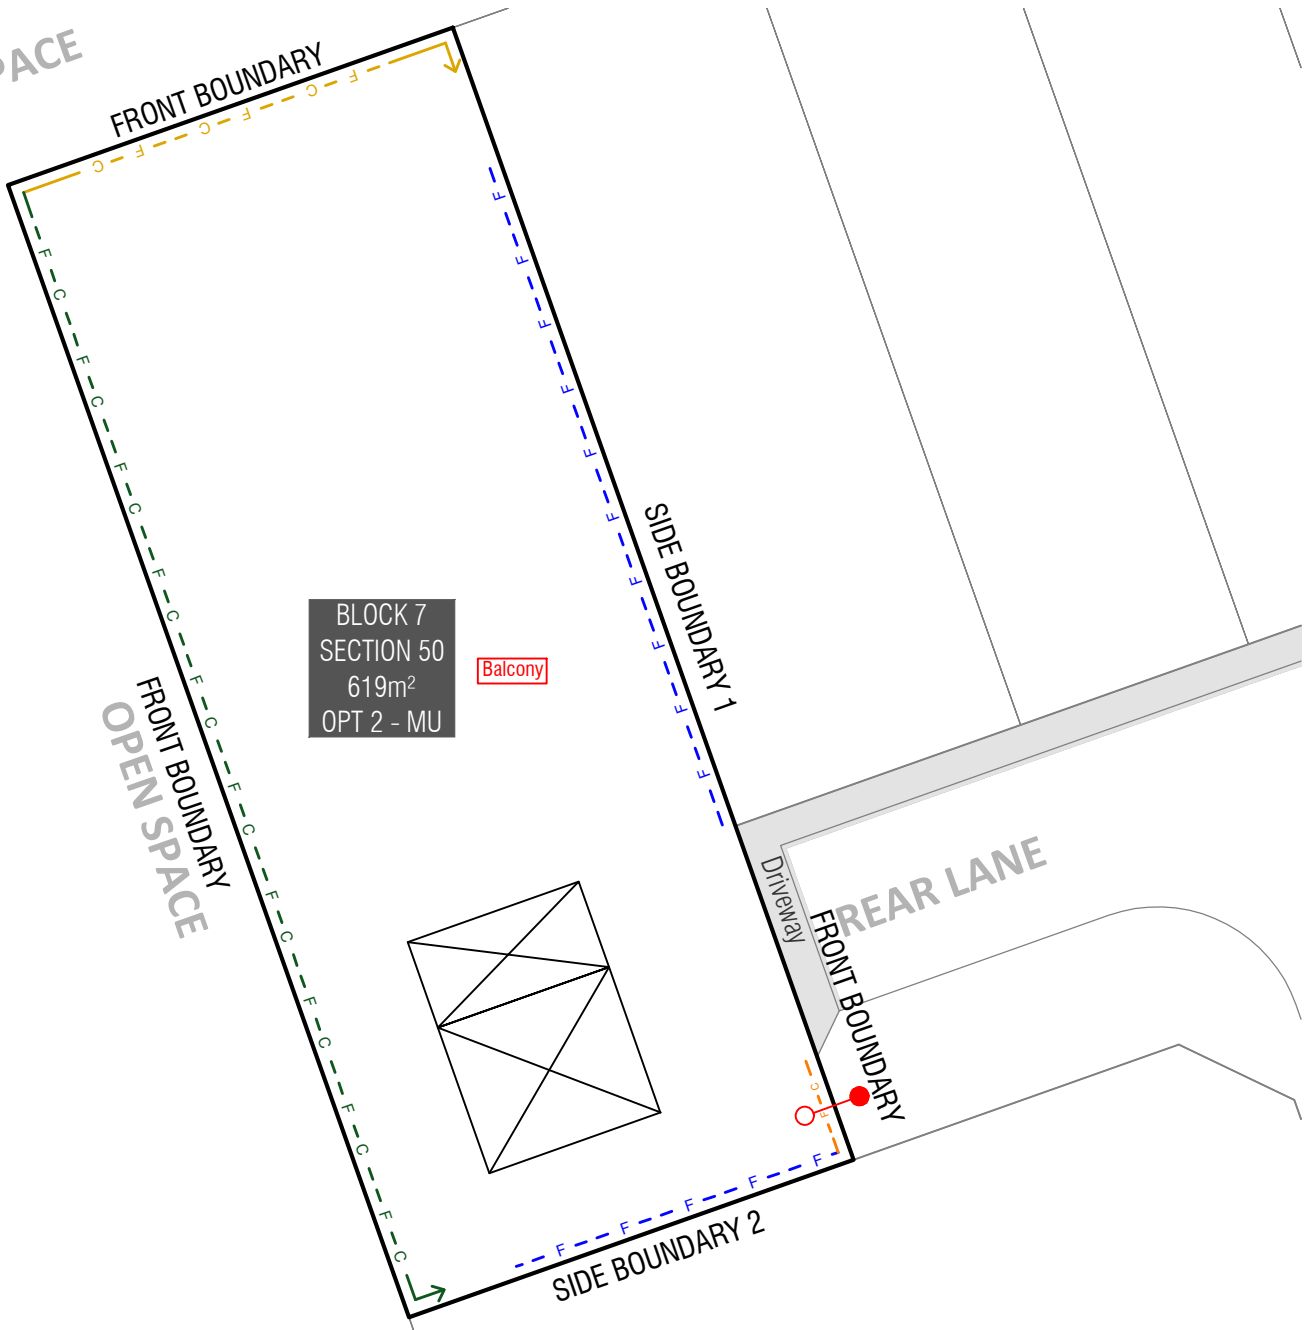 PACE
FRONT BOUNDARY
C F C F C F
F C F C F C F C F C F C F C F C F C F C
F F F F F F F F F F
SIDE BOUNDARY 1
BLOCK 7
SECTION 50
619m²
OPT 2 - MU
Balcony
FRONT BOUNDARY
OPEN SPACE
Driveway
REAR LANE
FRONT BOUNDARY
C F
F F F F F
SIDE BOUNDARY 2